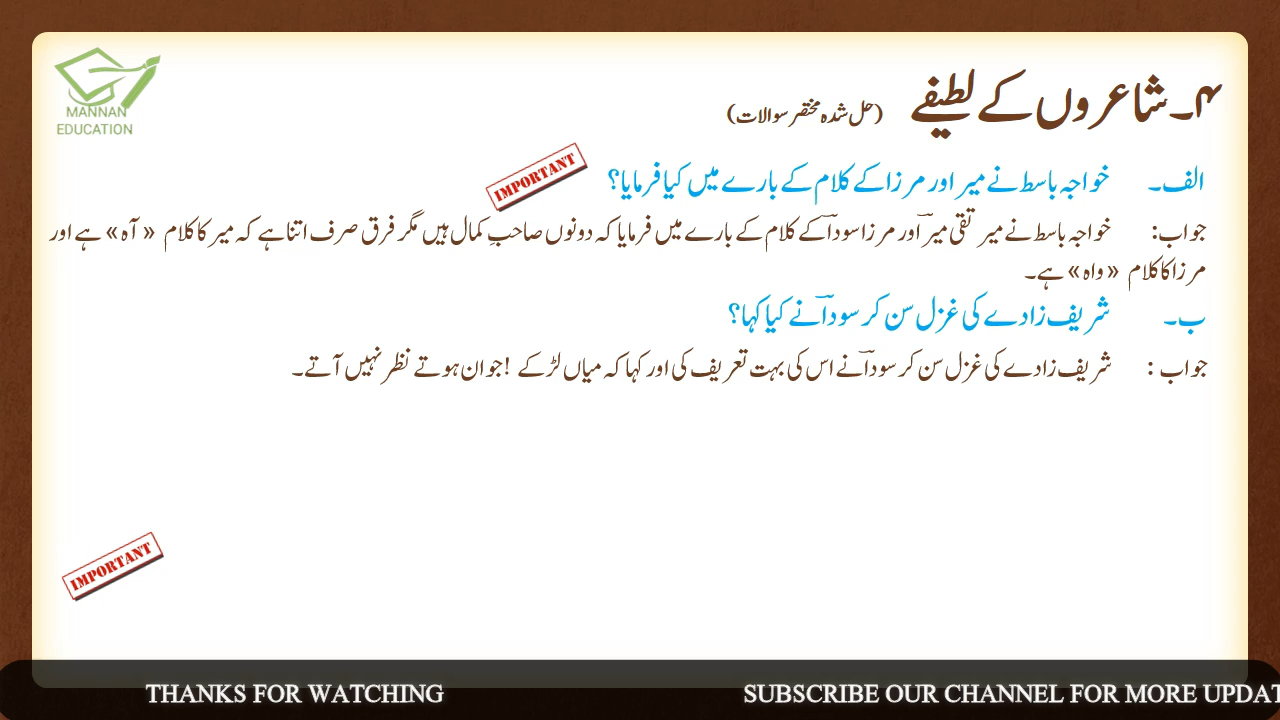 MANNAN
EDUCATION
۴۔ شاعروں کے لطیفے (حل شدہ مختصر سوالات)
الف۔ خواجہ باسط نے میر اور مرزا کے کلام کے بارے میں کیا فرمایا؟
IMPORTANT
جواب: خواجہ باسط نے میر تقی میرؔ اور مرزا سوداؔ کے کلام کے بارے میں فرمایا کہ دونوں صاحبِ کمال ہیں مگر فرق صرف اتنا ہے کہ میر کا کلام «آہ» ہے اور
مرزا کا کلام «واہ» ہے۔
ب۔ شریف زادے کی غزل سن کر سوداؔ نے کیا کہا؟
جواب: شریف زادے کی غزل سن کر سوداؔ نے اس کی بہت تعریف کی اور کہا کہ میاں لڑکے! جوان ہوتے نظر نہیں آتے۔
IMPORTANT
THANKS FOR WATCHING SUBSCRIBE OUR CHANNEL FOR MORE UPDAT